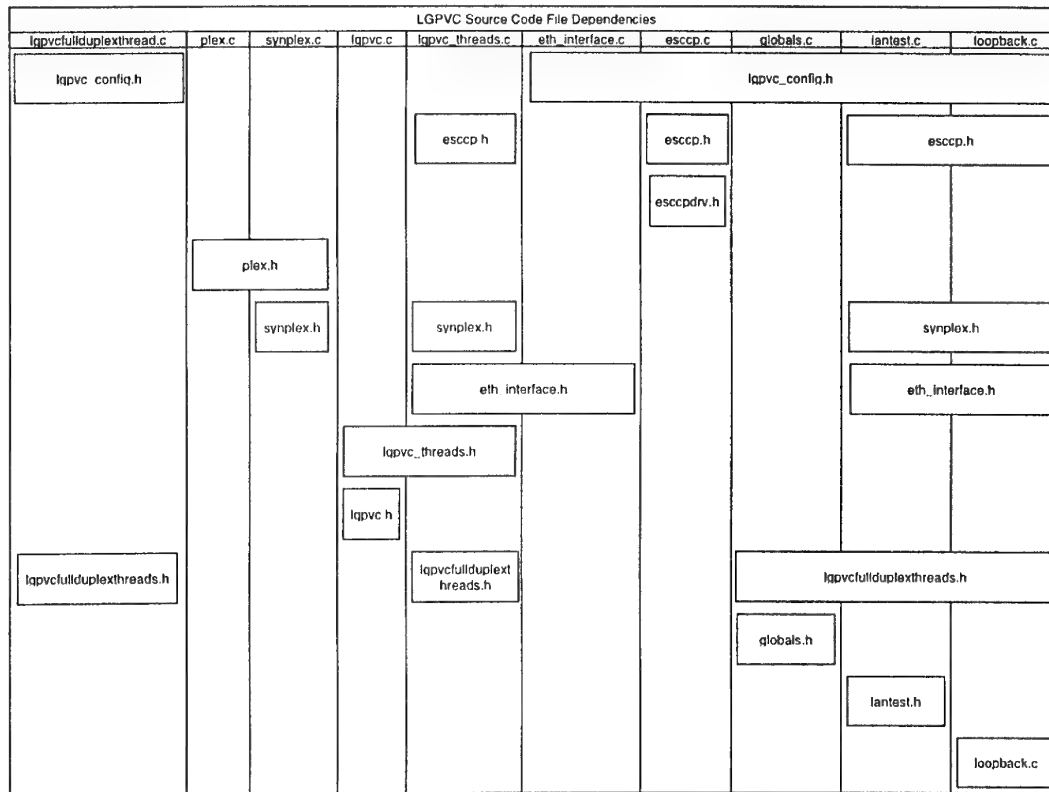 LGPVC Source Code File Dependencies
lgpvcfullduplexthread.c plex.c synplex.c lgpvc.c lgpvc_threads.c eth_interface.c esccp.c globals.c lantest.c loopback.c
lgpvc_config.h lgpvc_config.h
esccp h esccp.h esccp.h
esccpdrv.h
plex.h
synplex.h synplex.h synplex.h
eth_interface.h eth_interface.h
lgpvc_threads.h
lgpvc h
lgpvcfullduplexthreads.h lgpvcfullduplext lgpvcfullduplexthreads.h
hreads.h
globals.h
lantest.h
loopback.c